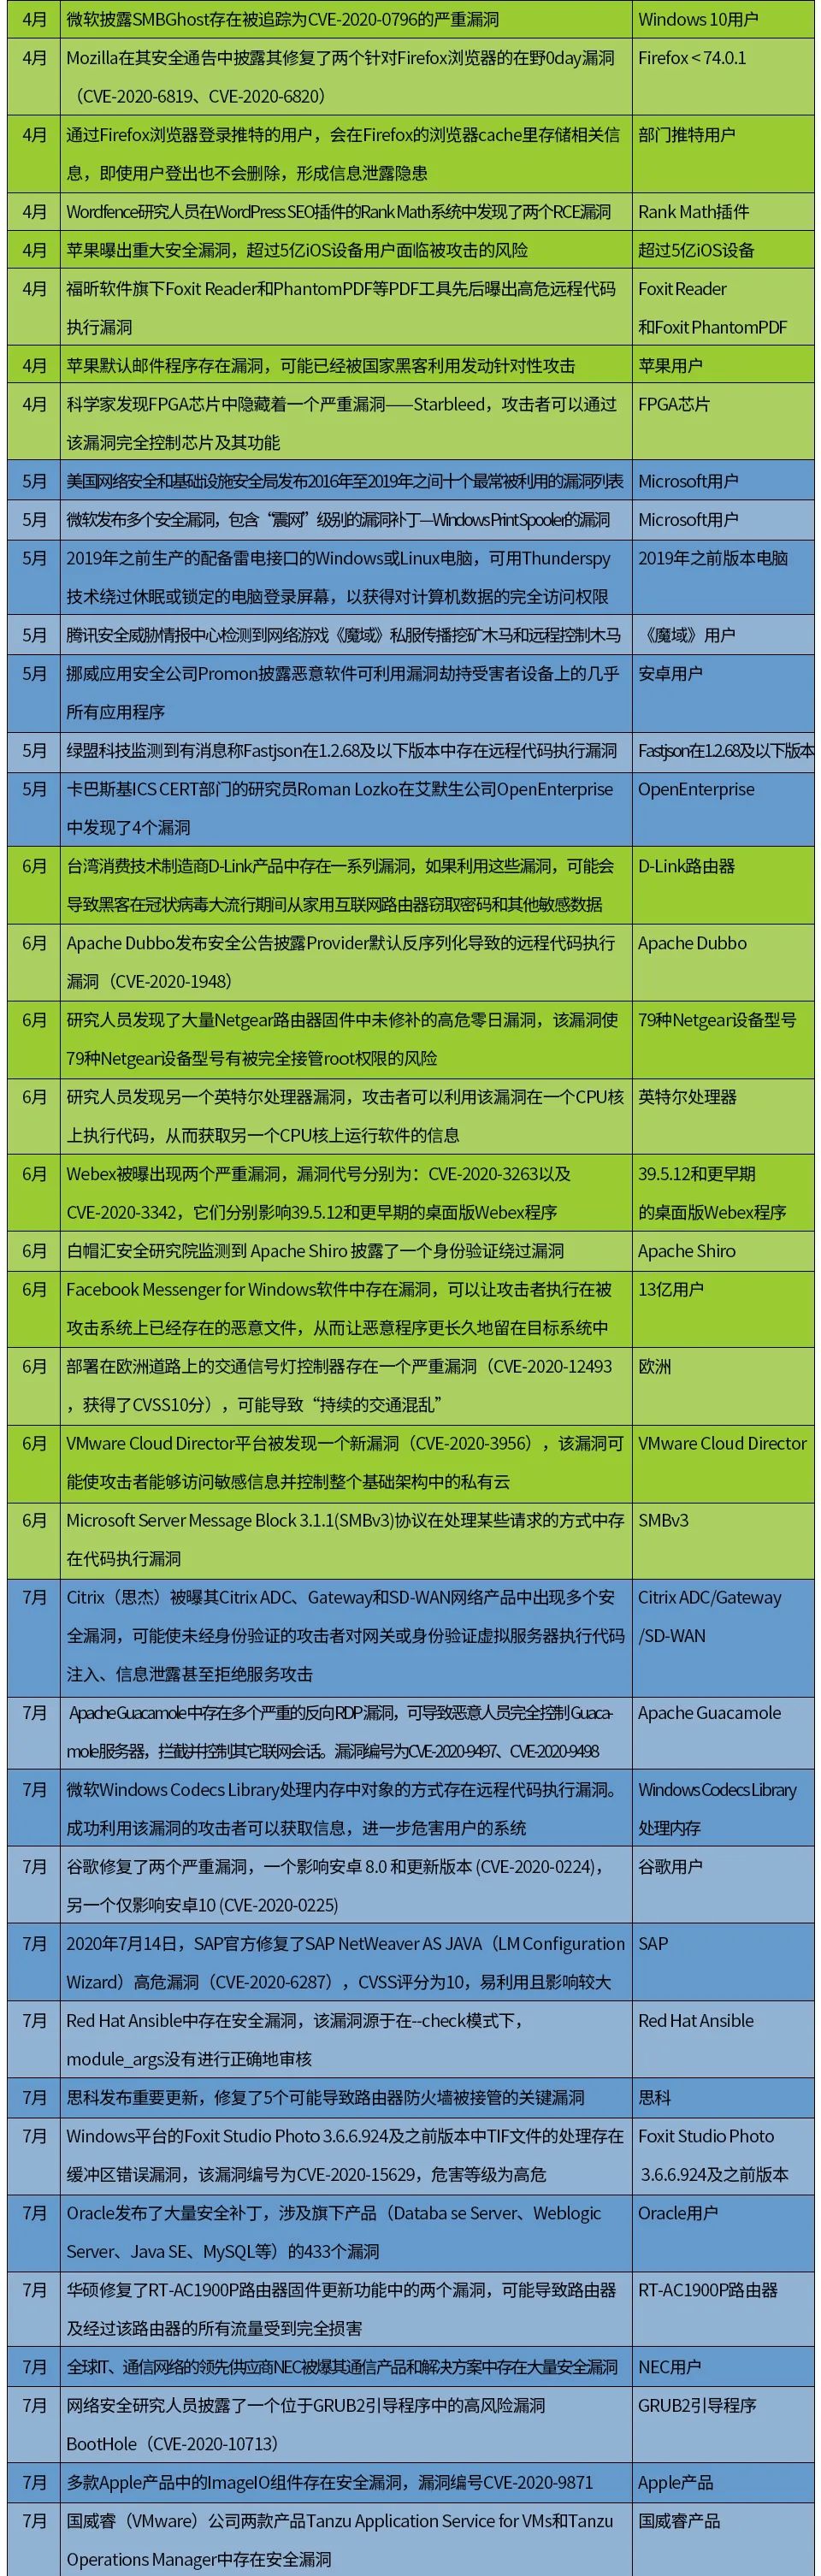 4月 微软披露SMBGhost存在被追踪为CVE-2020-0796的严重漏洞 Windows 10用户
4月 Mozilla在其安全通告中披露其修复了两个针对Firefox浏览器的在野0day漏洞 Firefox < 74.0.1
（CVE-2020-6819、CVE-2020-6820）
4月 通过Firefox浏览器登录推特的用户，会在Firefox的浏览器cache里存储相关信 部门推特用户
息，即使用户登出也不会删除，形成信息泄露隐患
4月 Wordfence研究人员在WordPress SEO插件的Rank Math系统中发现了两个RCE漏洞 Rank Math插件
4月 苹果曝出重大安全漏洞，超过5亿iOS设备用户面临被攻击的风险 超过5亿iOS设备
4月 福昕软件旗下Foxit Reader和PhantomPDF等PDF工具先后曝出高危远程代码 Foxit Reader
执行漏洞 和Foxit PhantomPDF
4月 苹果默认邮件程序存在漏洞，可能已经被国家黑客利用发动针对性攻击 苹果用户
4月 科学家发现FPGA芯片中隐藏着一个严重漏洞——Starbleed，攻击者可以通过 FPGA芯片
该漏洞完全控制芯片及其功能
5月 美国网络安全和基础设施安全局发布2016年至2019年之间十个最常被利用的漏洞列表 Microsoft用户
5月 微软发布多个安全漏洞，包含“震网”级别的漏洞补丁—Windows Print Spooler的漏洞 Microsoft用户
5月 2019年之前生产的配备雷电接口的Windows或Linux电脑，可用Thunderspy 2019年之前版本电脑
技术绕过休眠或锁定的电脑登录屏幕，以获得对计算机数据的完全访问权限
5月 腾讯安全威胁情报中心检测到网络游戏《魔域》私服传播挖矿木马和远程控制木马 《魔域》用户
5月 挪威应用安全公司Promon披露恶意软件可利用漏洞劫持受害者设备上的几乎 安卓用户
所有应用程序
5月 绿盟科技监测到有消息称Fastjson在1.2.68及以下版本中存在远程代码执行漏洞 Fastjson在1.2.68及以下版本
5月 卡巴斯基ICS CERT部门的研究员Roman Lozko在艾默生公司OpenEnterprise OpenEnterprise
中发现了4个漏洞
6月 台湾消费技术制造商D-Link产品中存在一系列漏洞，如果利用这些漏洞，可能会 D-Link路由器
导致黑客在冠状病毒大流行期间从家用互联网路由器窃取密码和其他敏感数据
6月 Apache Dubbo发布安全公告披露Provider默认反序列化导致的远程代码执行 Apache Dubbo
漏洞（CVE-2020-1948）
6月 研究人员发现了大量Netgear路由器固件中未修补的高危零日漏洞，该漏洞使 79种Netgear设备型号
79种Netgear设备型号有被完全接管root权限的风险
6月 研究人员发现另一个英特尔处理器漏洞，攻击者可以利用该漏洞在一个CPU核 英特尔处理器
上执行代码，从而获取另一个CPU核上运行软件的信息
6月 Webex被曝出现两个严重漏洞，漏洞代号分别为：CVE-2020-3263以及 39.5.12和更早期
CVE-2020-3342，它们分别影响39.5.12和更早期的桌面版Webex程序 的桌面版Webex程序
6月 白帽汇安全研究院监测到 Apache Shiro 披露了一个身份验证绕过漏洞 Apache Shiro
6月 Facebook Messenger for Windows软件中存在漏洞，可以让攻击者执行在被 13亿用户
攻击系统上已经存在的恶意文件，从而让恶意程序更长久地留在目标系统中
6月 部署在欧洲道路上的交通信号灯控制器存在一个严重漏洞（CVE-2020-12493 欧洲
，获得了CVSS10分），可能导致“持续的交通混乱”
6月 VMware Cloud Director平台被发现一个新漏洞（CVE-2020-3956），该漏洞可 VMware Cloud Director
能使攻击者能够访问敏感信息并控制整个基础架构中的私有云
6月 Microsoft Server Message Block 3.1.1(SMBv3)协议在处理某些请求的方式中存 SMBv3
在代码执行漏洞
7月 Citrix（思杰）被曝其Citrix ADC、Gateway和SD-WAN网络产品中出现多个安 Citrix ADC/Gateway
全漏洞，可能使未经身份验证的攻击者对网关或身份验证虚拟服务器执行代码 /SD-WAN
注入、信息泄露甚至拒绝服务攻击
7月 Apache Guacamole 中存在多个严重的反向 RDP 漏洞，可导致恶意人员完全控制 Guaca- Apache Guacamole
mole服务器，拦截并控制其它联网会话。漏洞编号为CVE-2020-9497、CVE-2020-9498
7月 微软Windows Codecs Library处理内存中对象的方式存在远程代码执行漏洞。 Windows Codecs Library
成功利用该漏洞的攻击者可以获取信息，进一步危害用户的系统 处理内存
7月 谷歌修复了两个严重漏洞，一个影响安卓 8.0 和更新版本 (CVE-2020-0224)， 谷歌用户
另一个仅影响安卓10 (CVE-2020-0225)
7月 2020年7月14日，SAP官方修复了SAP NetWeaver AS JAVA（LM Configuration SAP
Wizard）高危漏洞（CVE-2020-6287），CVSS评分为10，易利用且影响较大
7月 Red Hat Ansible中存在安全漏洞，该漏洞源于在--check模式下， Red Hat Ansible
module_args没有进行正确地审核
7月 思科发布重要更新，修复了5个可能导致路由器防火墙被接管的关键漏洞 思科
7月 Windows平台的Foxit Studio Photo 3.6.6.924及之前版本中TIF文件的处理存在 Foxit Studio Photo
缓冲区错误漏洞，该漏洞编号为CVE-2020-15629，危害等级为高危 3.6.6.924及之前版本
7月 Oracle发布了大量安全补丁，涉及旗下产品（Databa se Server、Weblogic Oracle用户
Server、Java SE、MySQL等）的433个漏洞
7月 华硕修复了RT-AC1900P路由器固件更新功能中的两个漏洞，可能导致路由器 RT-AC1900P路由器
及经过该路由器的所有流量受到完全损害
7月 全球IT、通信网络的领先供应商NEC被爆其通信产品和解决方案中存在大量安全漏洞 NEC用户
7月 网络安全研究人员披露了一个位于GRUB2引导程序中的高风险漏洞 GRUB2引导程序
BootHole（CVE-2020-10713）
7月 多款Apple产品中的ImageIO组件存在安全漏洞，漏洞编号CVE-2020-9871 Apple产品
7月 国威睿（VMware）公司两款产品Tanzu Application Service for VMs和Tanzu 国威睿产品
Operations Manager中存在安全漏洞